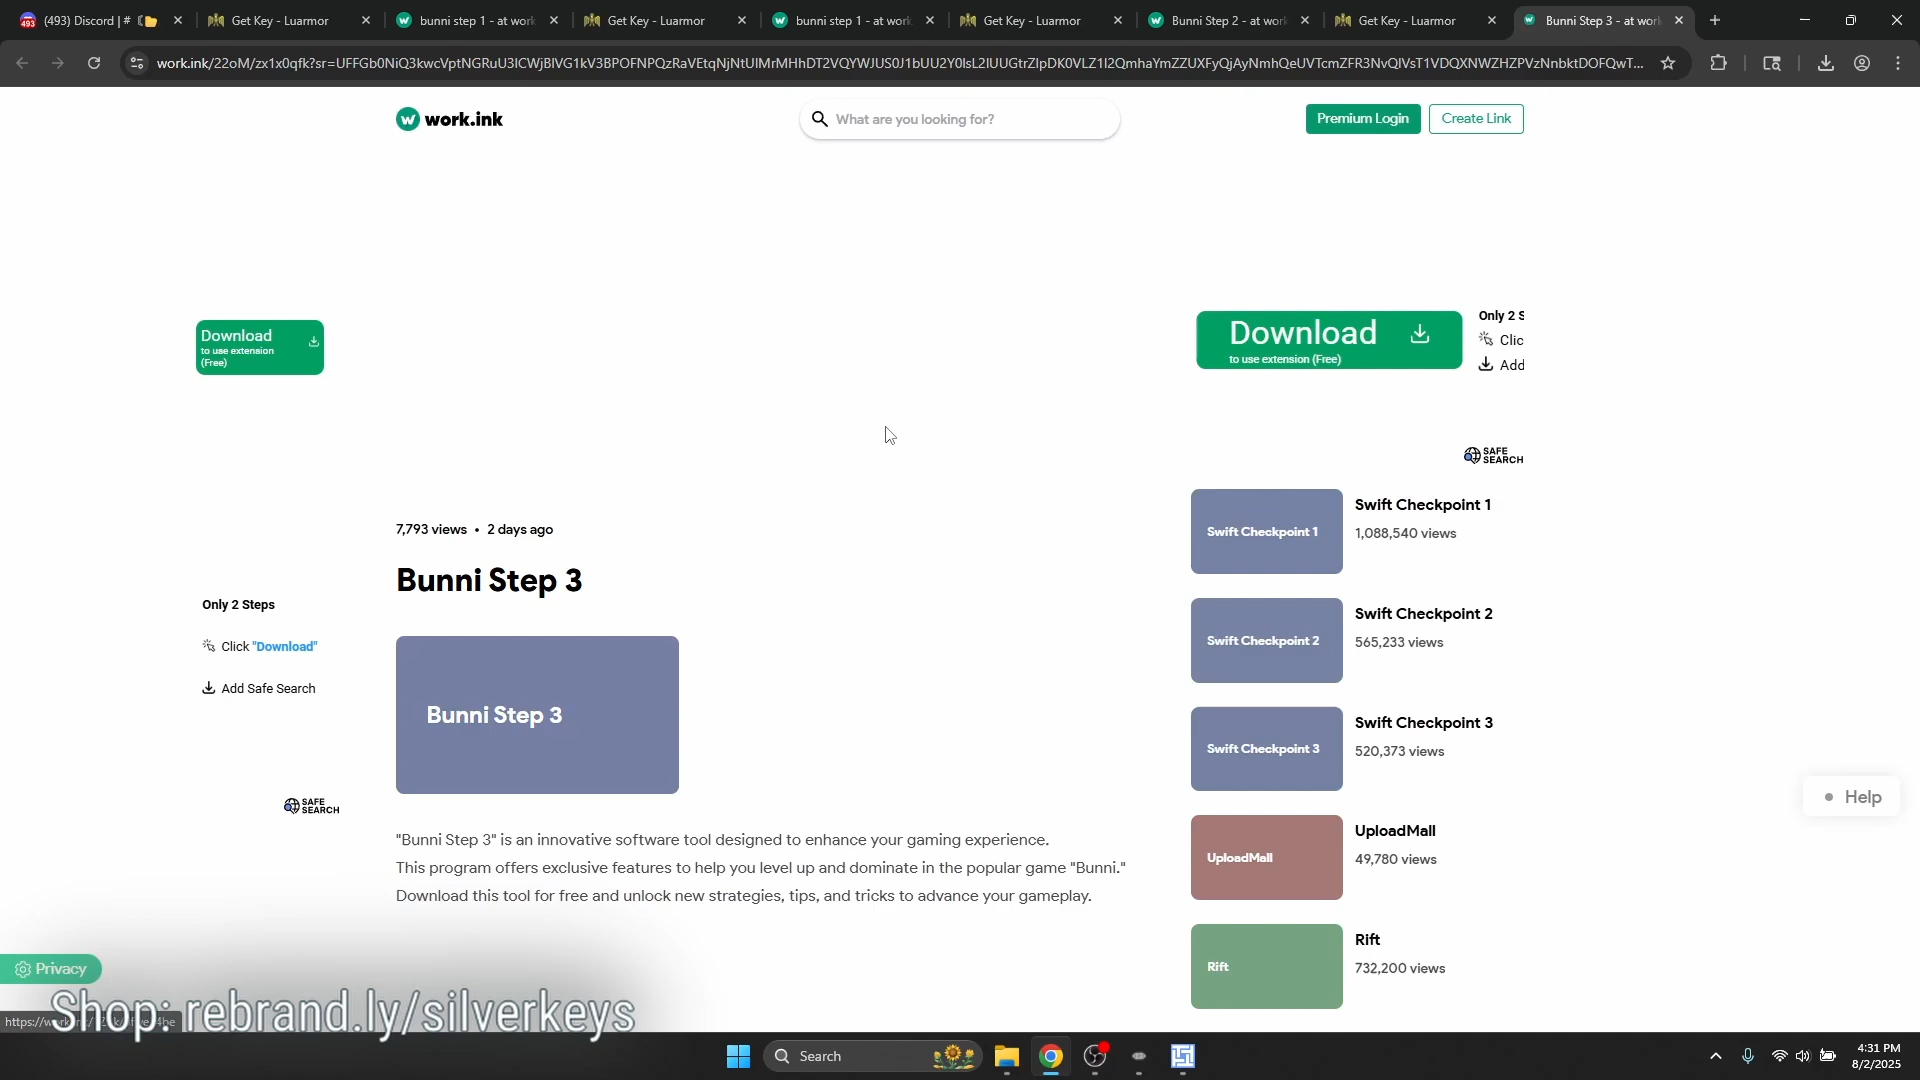 (493) Discord | #
Get Key - Luarmor
bunni step 1 - at work
Get Key - Luarmor
bunni step 1 - at work
Get Key - Luarmor
Bunni Step 2 - at work
Get Key - Luarmor
Bunni Step 3 - at work
work.ink
What are you looking for?
Premium Login
Create Link
Download
to use extension
(Free)
Download
to use extension (Free)
Only 2 S
Clic
Add
SAFE
SEARCH
7,793 views • 2 days ago
Bunni Step 3
Only 2 Steps
Click "Download"
Add Safe Search
SAFE
SEARCH
Bunni Step 3
"Bunni Step 3" is an innovative software tool designed to enhance your gaming experience.
This program offers exclusive features to help you level up and dominate in the popular game "Bunni."
Download this tool for free and unlock new strategies, tips, and tricks to advance your gameplay.
Swift Checkpoint 1
Swift Checkpoint 1
1,088,540 views
Swift Checkpoint 2
Swift Checkpoint 2
565,233 views
Swift Checkpoint 3
Swift Checkpoint 3
520,373 views
UploadMall
UploadMall
49,780 views
Rift
Rift
732,200 views
Help
Privacy
Shop: rebrand.ly/silverkeys
Search
4:31 PM
8/2/2025